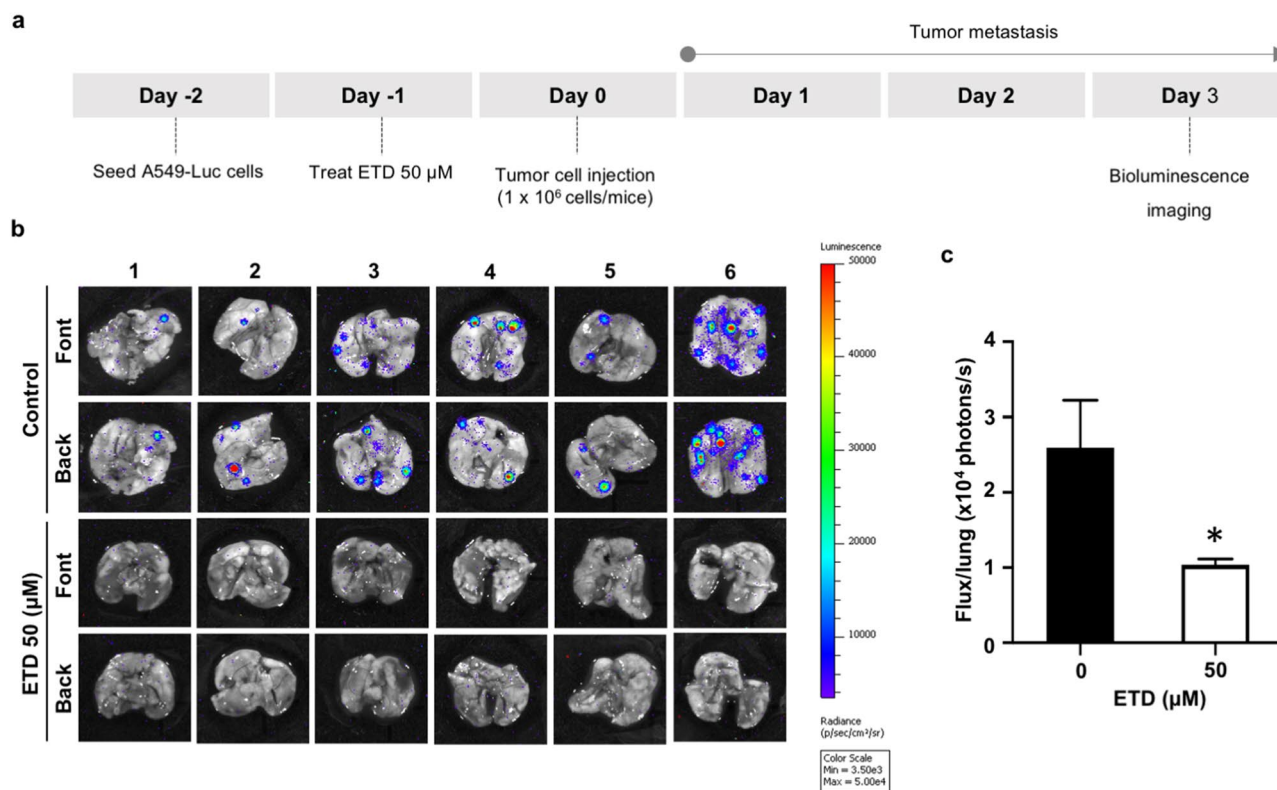 a
Tumor metastasis
Day -2 Day -1 Day 0 Day 1 Day 2 Day 3
Seed A549-Luc cells
Treat ETD 50 µM
Tumor cell injection
(1 x 10⁶ cells/mice)
Bioluminescence
imaging
b
1 2 3 4 5 6
Control
Font
Back
ETD 50 (µM)
Font
Back
Luminescence
50000
40000
30000
20000
10000
Radiance
(p/sec/cm²/sr)
Color Scale
Min = 3.50e3
Max = 5.00e4
c
Flux/lung (x10⁴ photons/s)
4
3
2
1
0
*
0 50
ETD (µM)